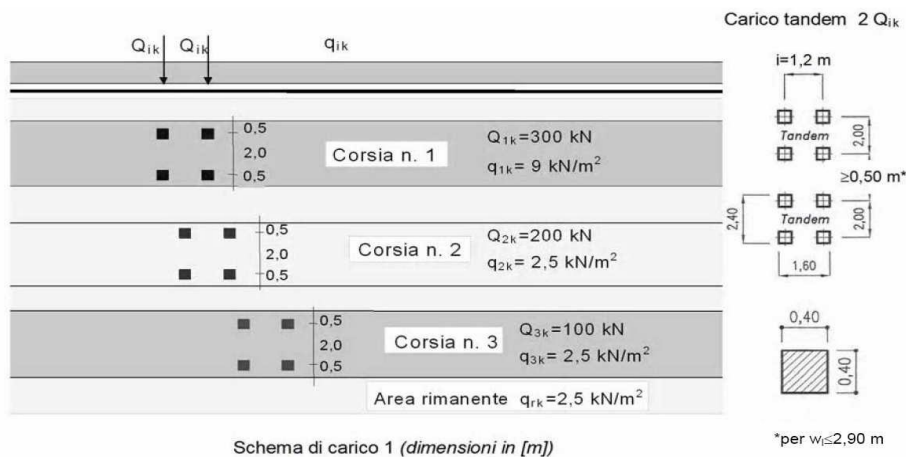 Carico tandem 2 Qik
Qik Qik qik
i=1,2 m
0,5
2,0
0,5
Corsia n. 1
Q1k=300 kN
q1k= 9 kN/m²
Tandem
2,00
≥0,50 m*
0,5
2,0
0,5
Corsia n. 2
Q2k=200 kN
q2k= 2,5 kN/m²
2,40
Tandem
2,00
1,60
0,5
2,0
0,5
Corsia n. 3
Q3k=100 kN
q3k= 2,5 kN/m²
0,40
0,40
Area rimanente qrk=2,5 kN/m²
Schema di carico 1 (dimensioni in [m])
*per wl≤2,90 m